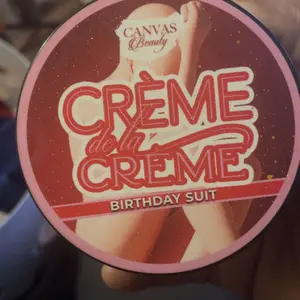 CANVAS
Beauty
CRÈME
de la
CRÈME
BIRTHDAY SUIT